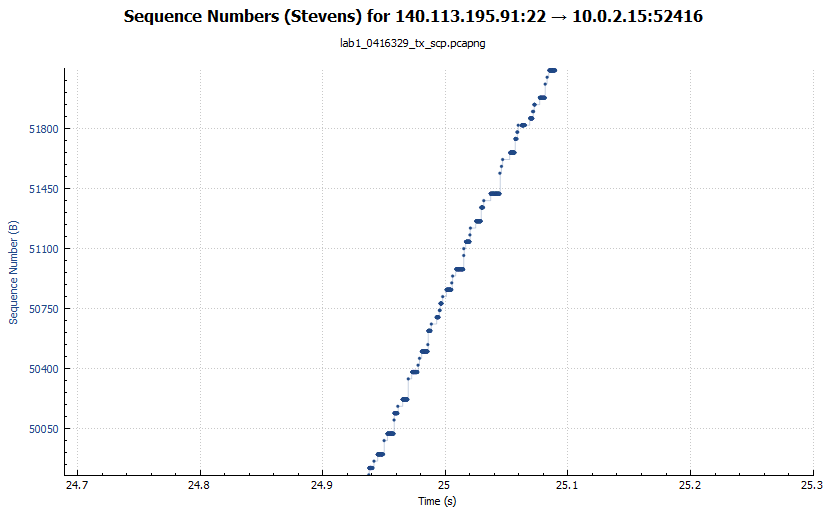 Sequence Numbers (Stevens) for 140.113.195.91:22 → 10.0.2.15:52416
lab1_0416329_tx_scp.pcapng
51800
51450
51100
50750
50400
50050
Sequence Number (B)
24.7 24.8 24.9 25 25.1 25.2 25.3
Time (s)